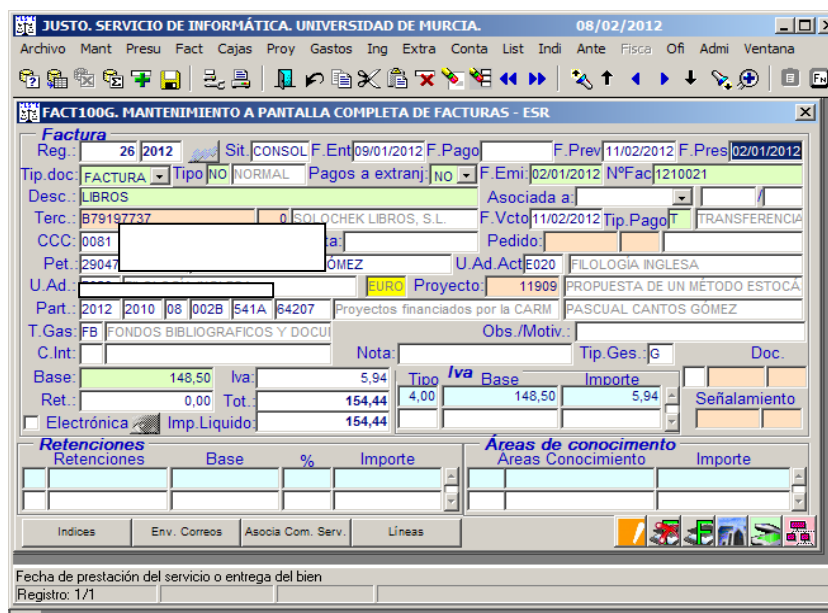 JUSTO. SERVICIO DE INFORMÁTICA. UNIVERSIDAD DE MURCIA. 08/02/2012
Archivo Mant Presu Fact Cajas Proy Gastos Ing Extra Conta List Indi Ante Fisca Ofi Admi Ventana
FACT100G. MANTENIMIENTO A PANTALLA COMPLETA DE FACTURAS - ESR
Factura
Reg.: 26 2012 Sit. CONSOL F.Ent 09/01/2012 F.Pago F.Prev 11/02/2012 F.Pres 02/01/2012
Tip.doc: FACTURA Tipo NO NORMAL Pagos a extranj: NO F.Emi: 02/01/2012 NºFac 1210021
Desc.: LIBROS Asociada a: /
Terc.: B79197737 0 SOLOCHEK LIBROS, S.L. F.Vcto 11/02/2012 Tip.Pago T TRANSFERENCIA
CCC: 0081 ta: Pedido:
Pet.: 29047 ÓMEZ U.Ad.Act E020 FILOLOGÍA INGLESA
U.Ad.: EURO Proyecto: 11909 PROPUESTA DE UN MÉTODO ESTOCÁ
Part.: 2012 2010 08 002B 541A 64207 Proyectos financiados por la CARM PASCUAL CANTOS GÓMEZ
T.Gas: FB FONDOS BIBLIOGRAFICOS Y DOCU Obs./Motiv.:
C.Int: Nota: Tip.Ges.: G Doc.
Base: 148,50 Iva: 5,94 Iva Tipo Base Importe
Ret.: 0,00 Tot.: 154,44 4,00 148,50 5,94 Señalamiento
Electrónica Imp.Liquido: 154,44
Retenciones Áreas de conocimento
Retenciones Base % Importe Areas Conocimiento Importe
Indices Env. Correos Asocia Com. Serv. Líneas
Fecha de prestación del servicio o entrega del bien
Registro: 1/1